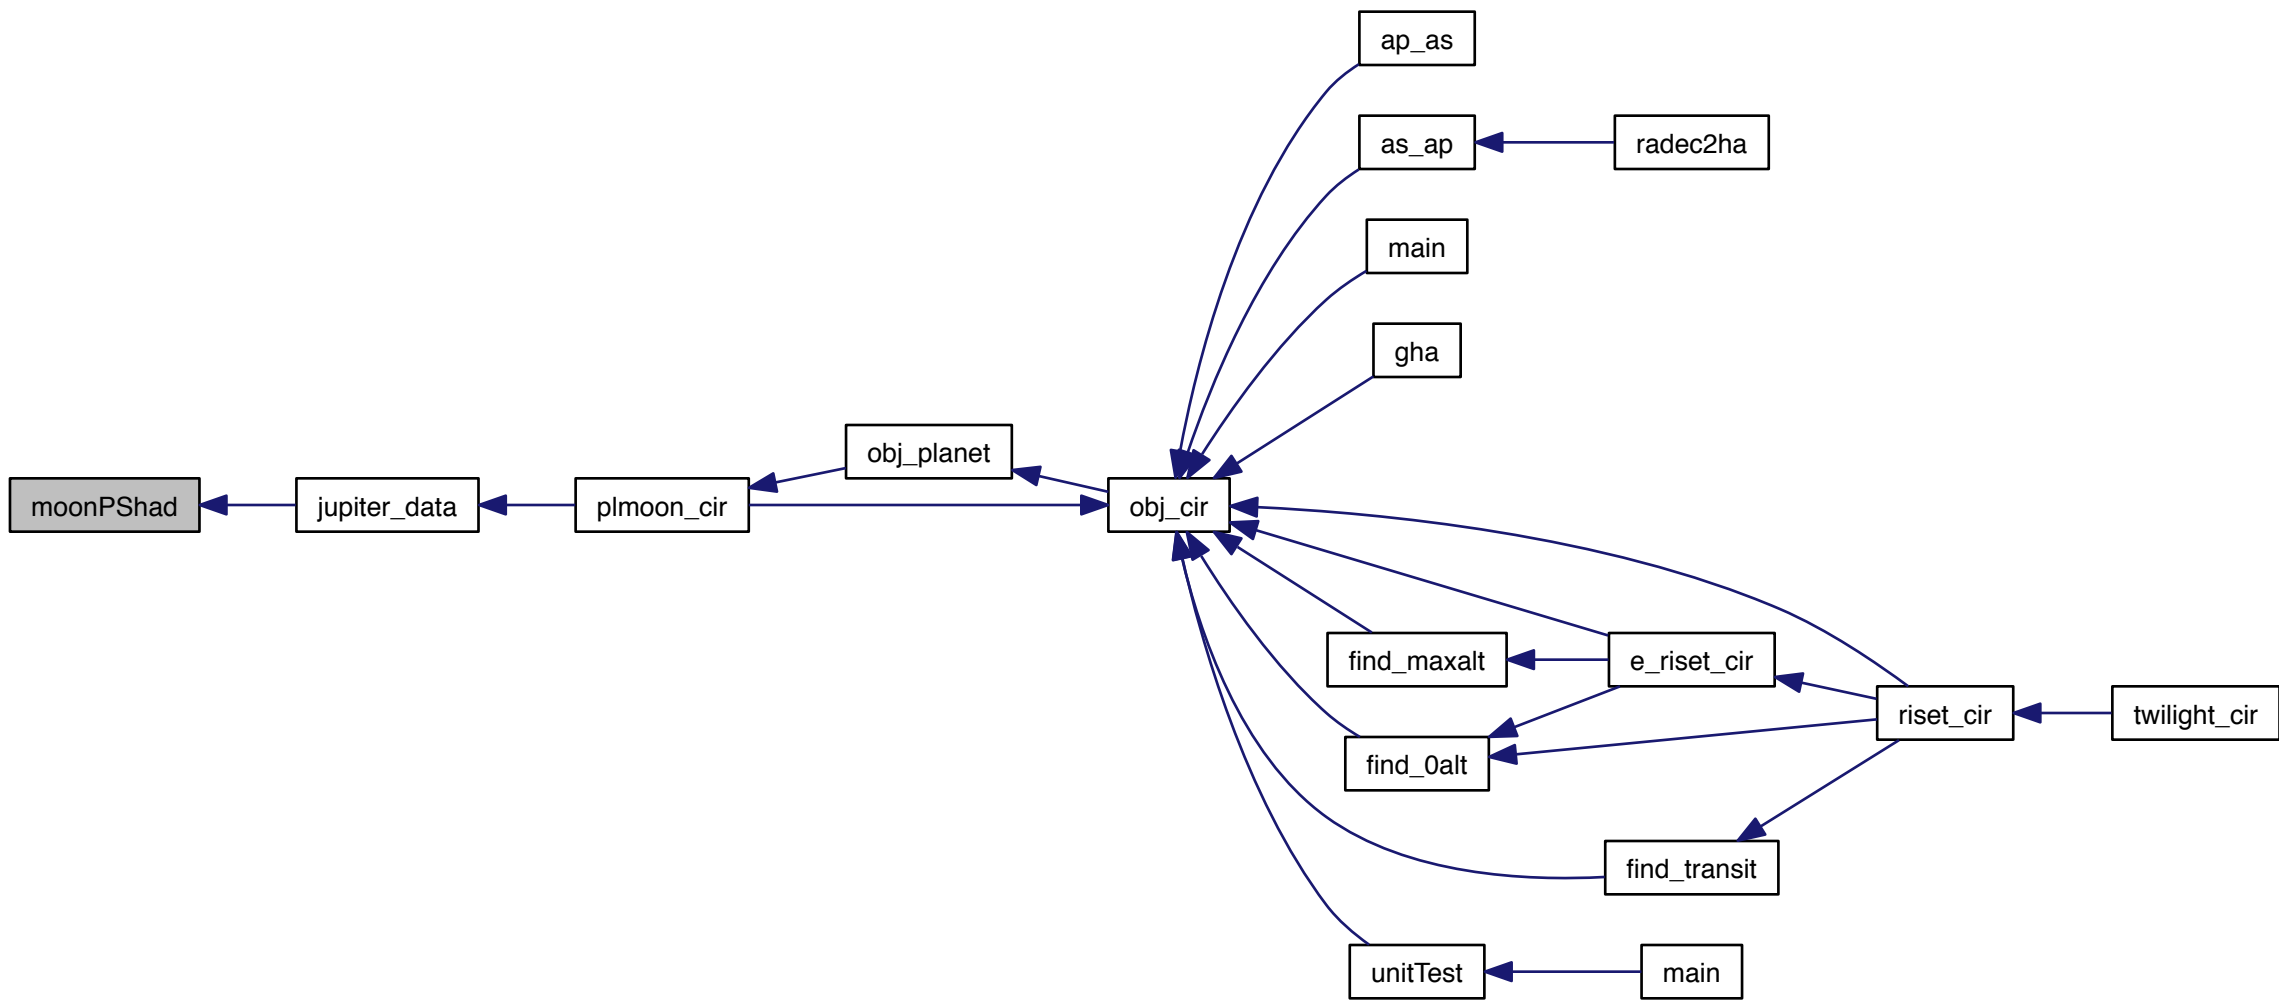 ap_as
as_ap
radec2ha
main
gha
obj_planet
moonPShad
jupiter_data
plmoon_cir
obj_cir
find_maxalt
e_riset_cir
riset_cir
twilight_cir
find_0alt
find_transit
unitTest
main